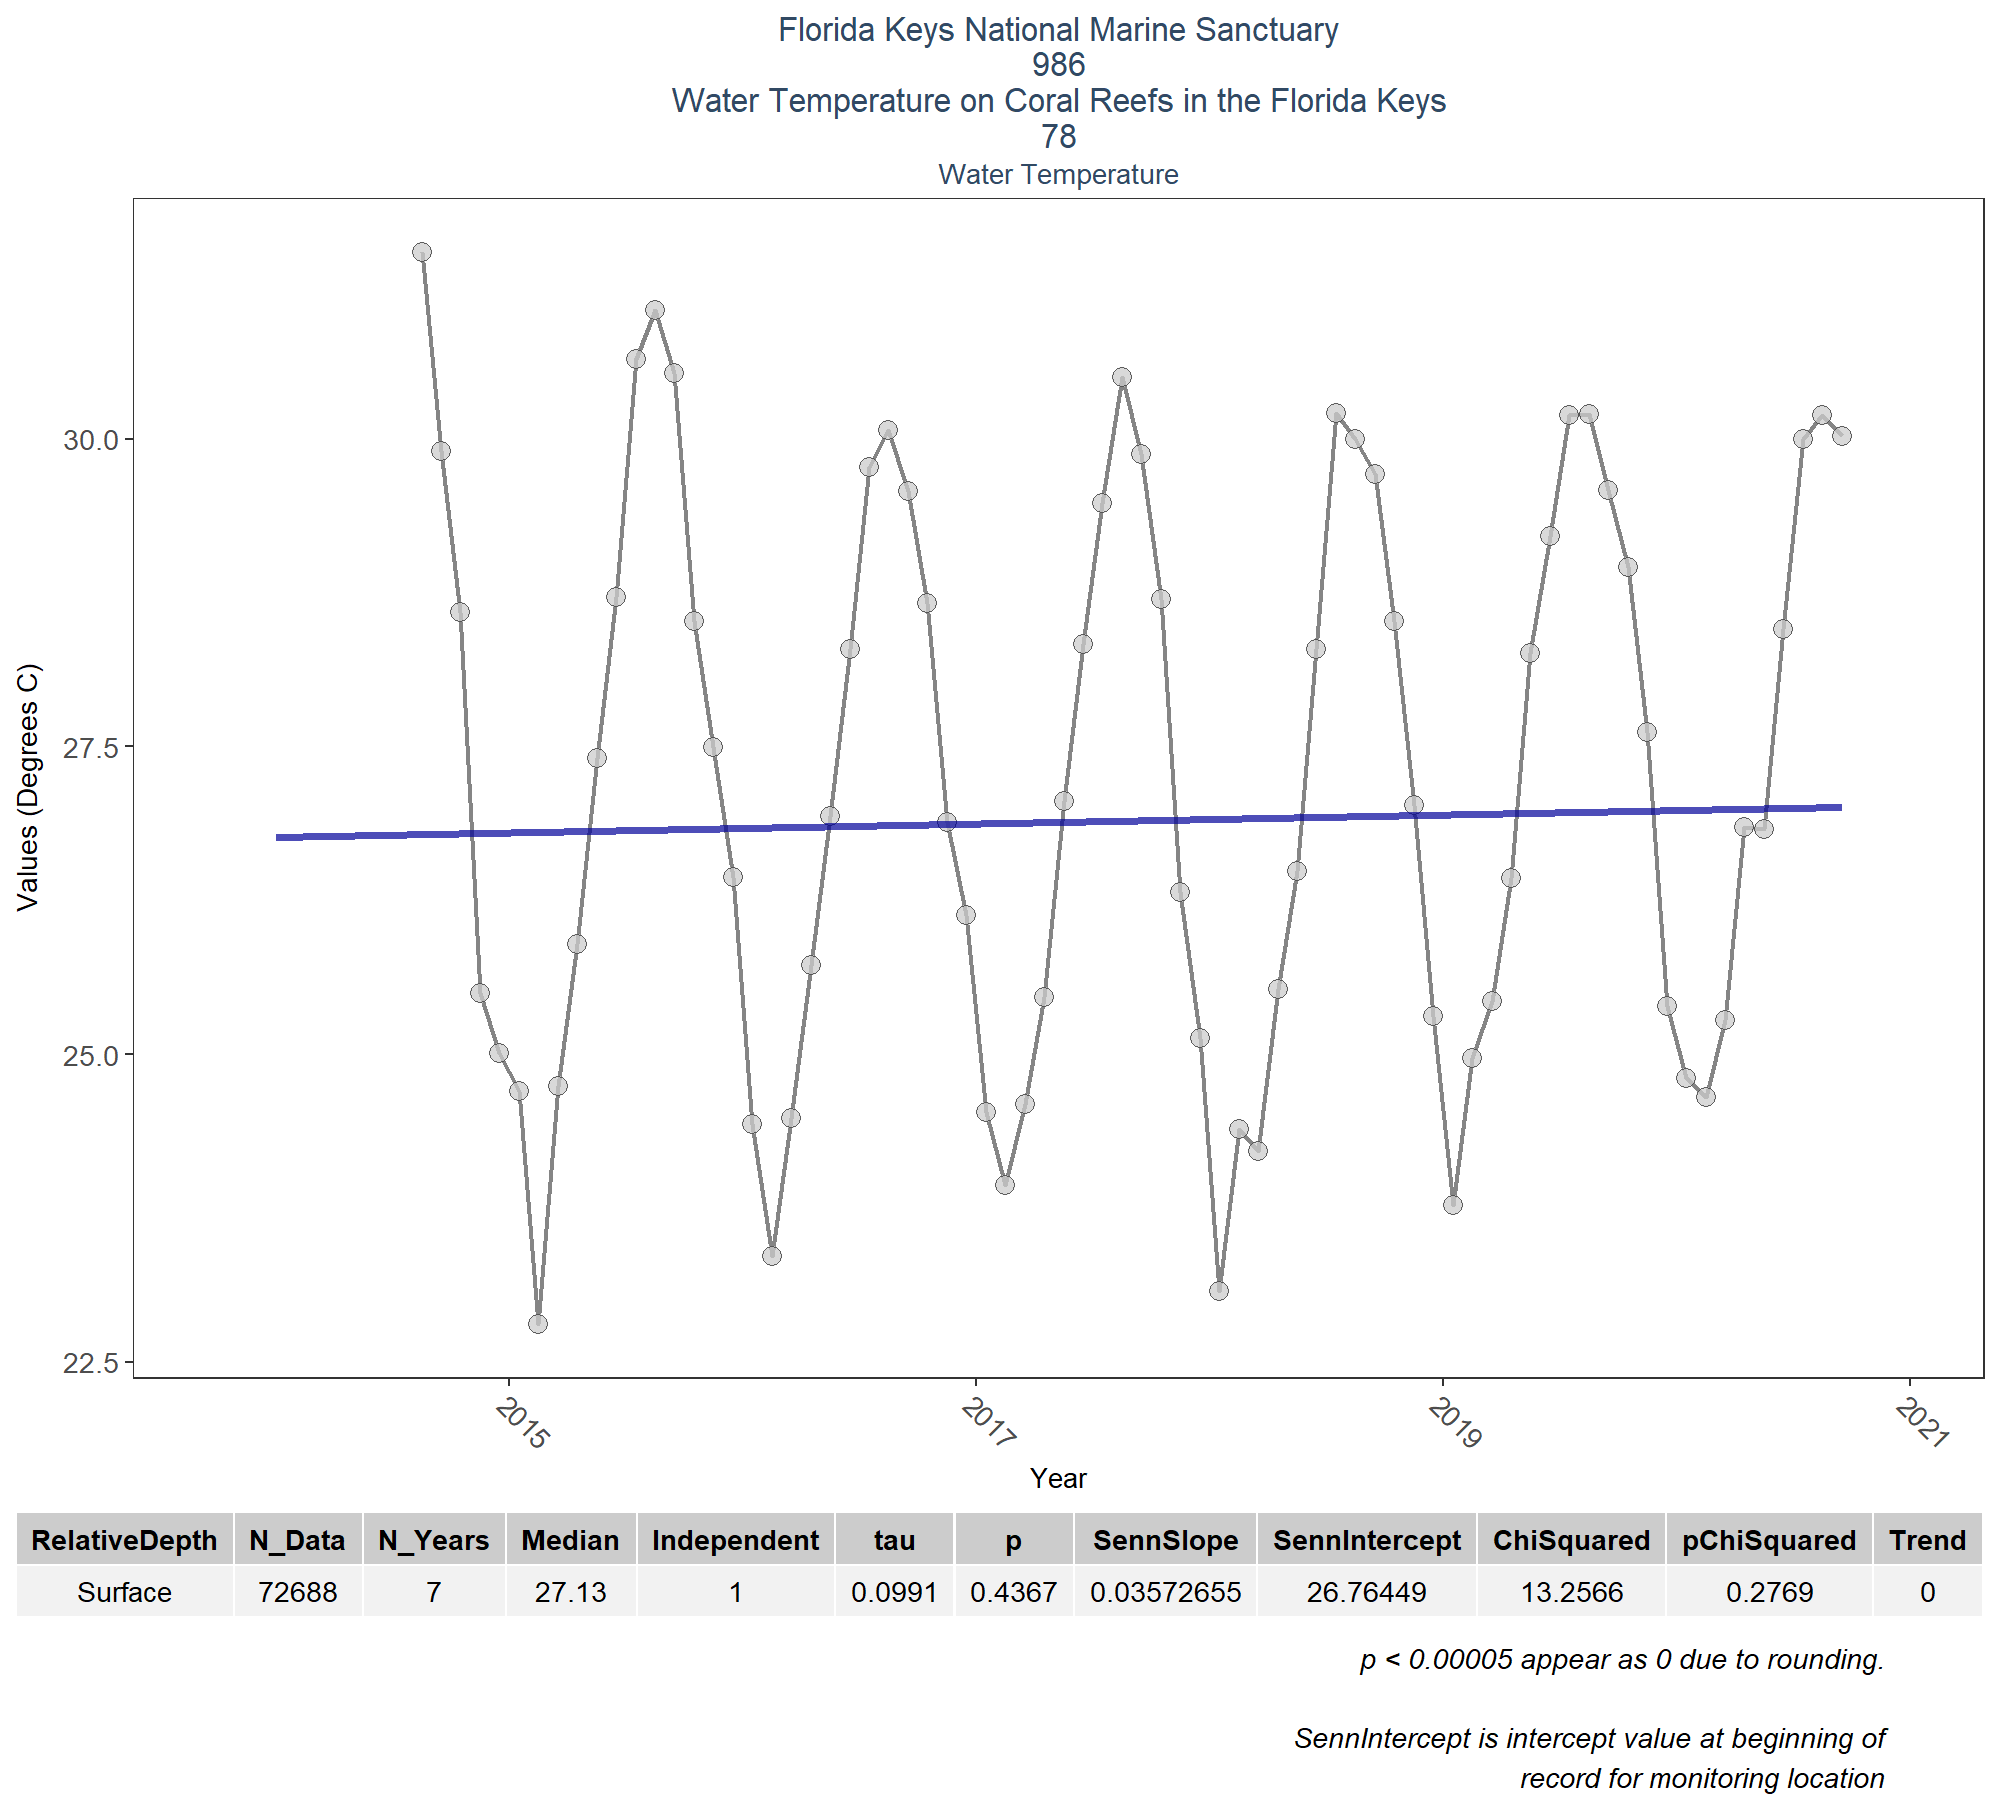 Florida Keys National Marine Sanctuary
986
Water Temperature on Coral Reefs in the Florida Keys
78
Water Temperature
Values (Degrees C)
30.0
27.5
25.0
22.5
2015 2017 2019 2021
Year
RelativeDepth N_Data N_Years Median Independent tau p SennSlope SennIntercept ChiSquared pChiSquared Trend
Surface 72688 7 27.13 1 0.0991 0.4367 0.03572655 26.76449 13.2566 0.2769 0
p < 0.00005 appear as 0 due to rounding.
SennIntercept is intercept value at beginning of
record for monitoring location